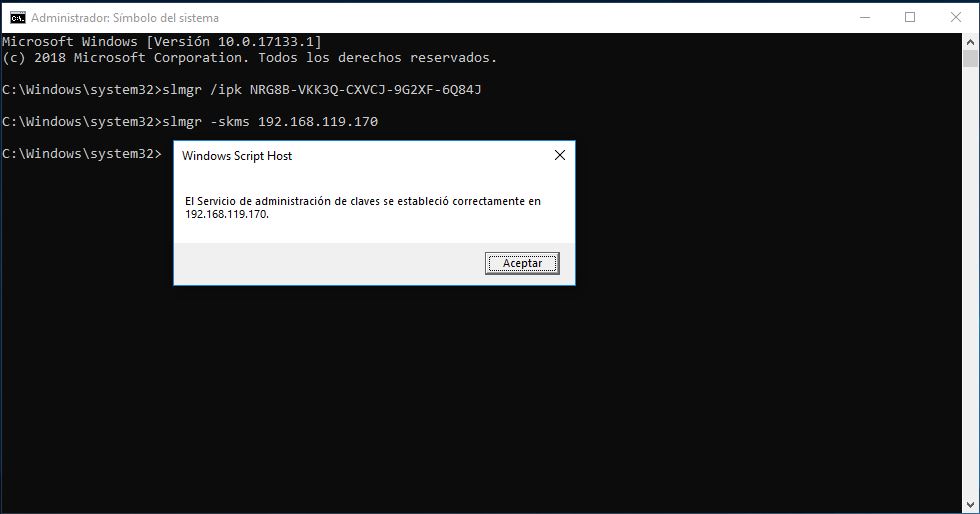 Administrador: Símbolo del sistema
Microsoft Windows [Versión 10.0.17133.1]
(c) 2018 Microsoft Corporation. Todos los derechos reservados.
C:\Windows\system32>slmgr /ipk NRG8B-VKK3Q-CXVCJ-9G2XF-6Q84J
C:\Windows\system32>slmgr -skms 192.168.119.170
C:\Windows\system32>
Windows Script Host
El Servicio de administración de claves se estableció correctamente en
192.168.119.170.
Aceptar